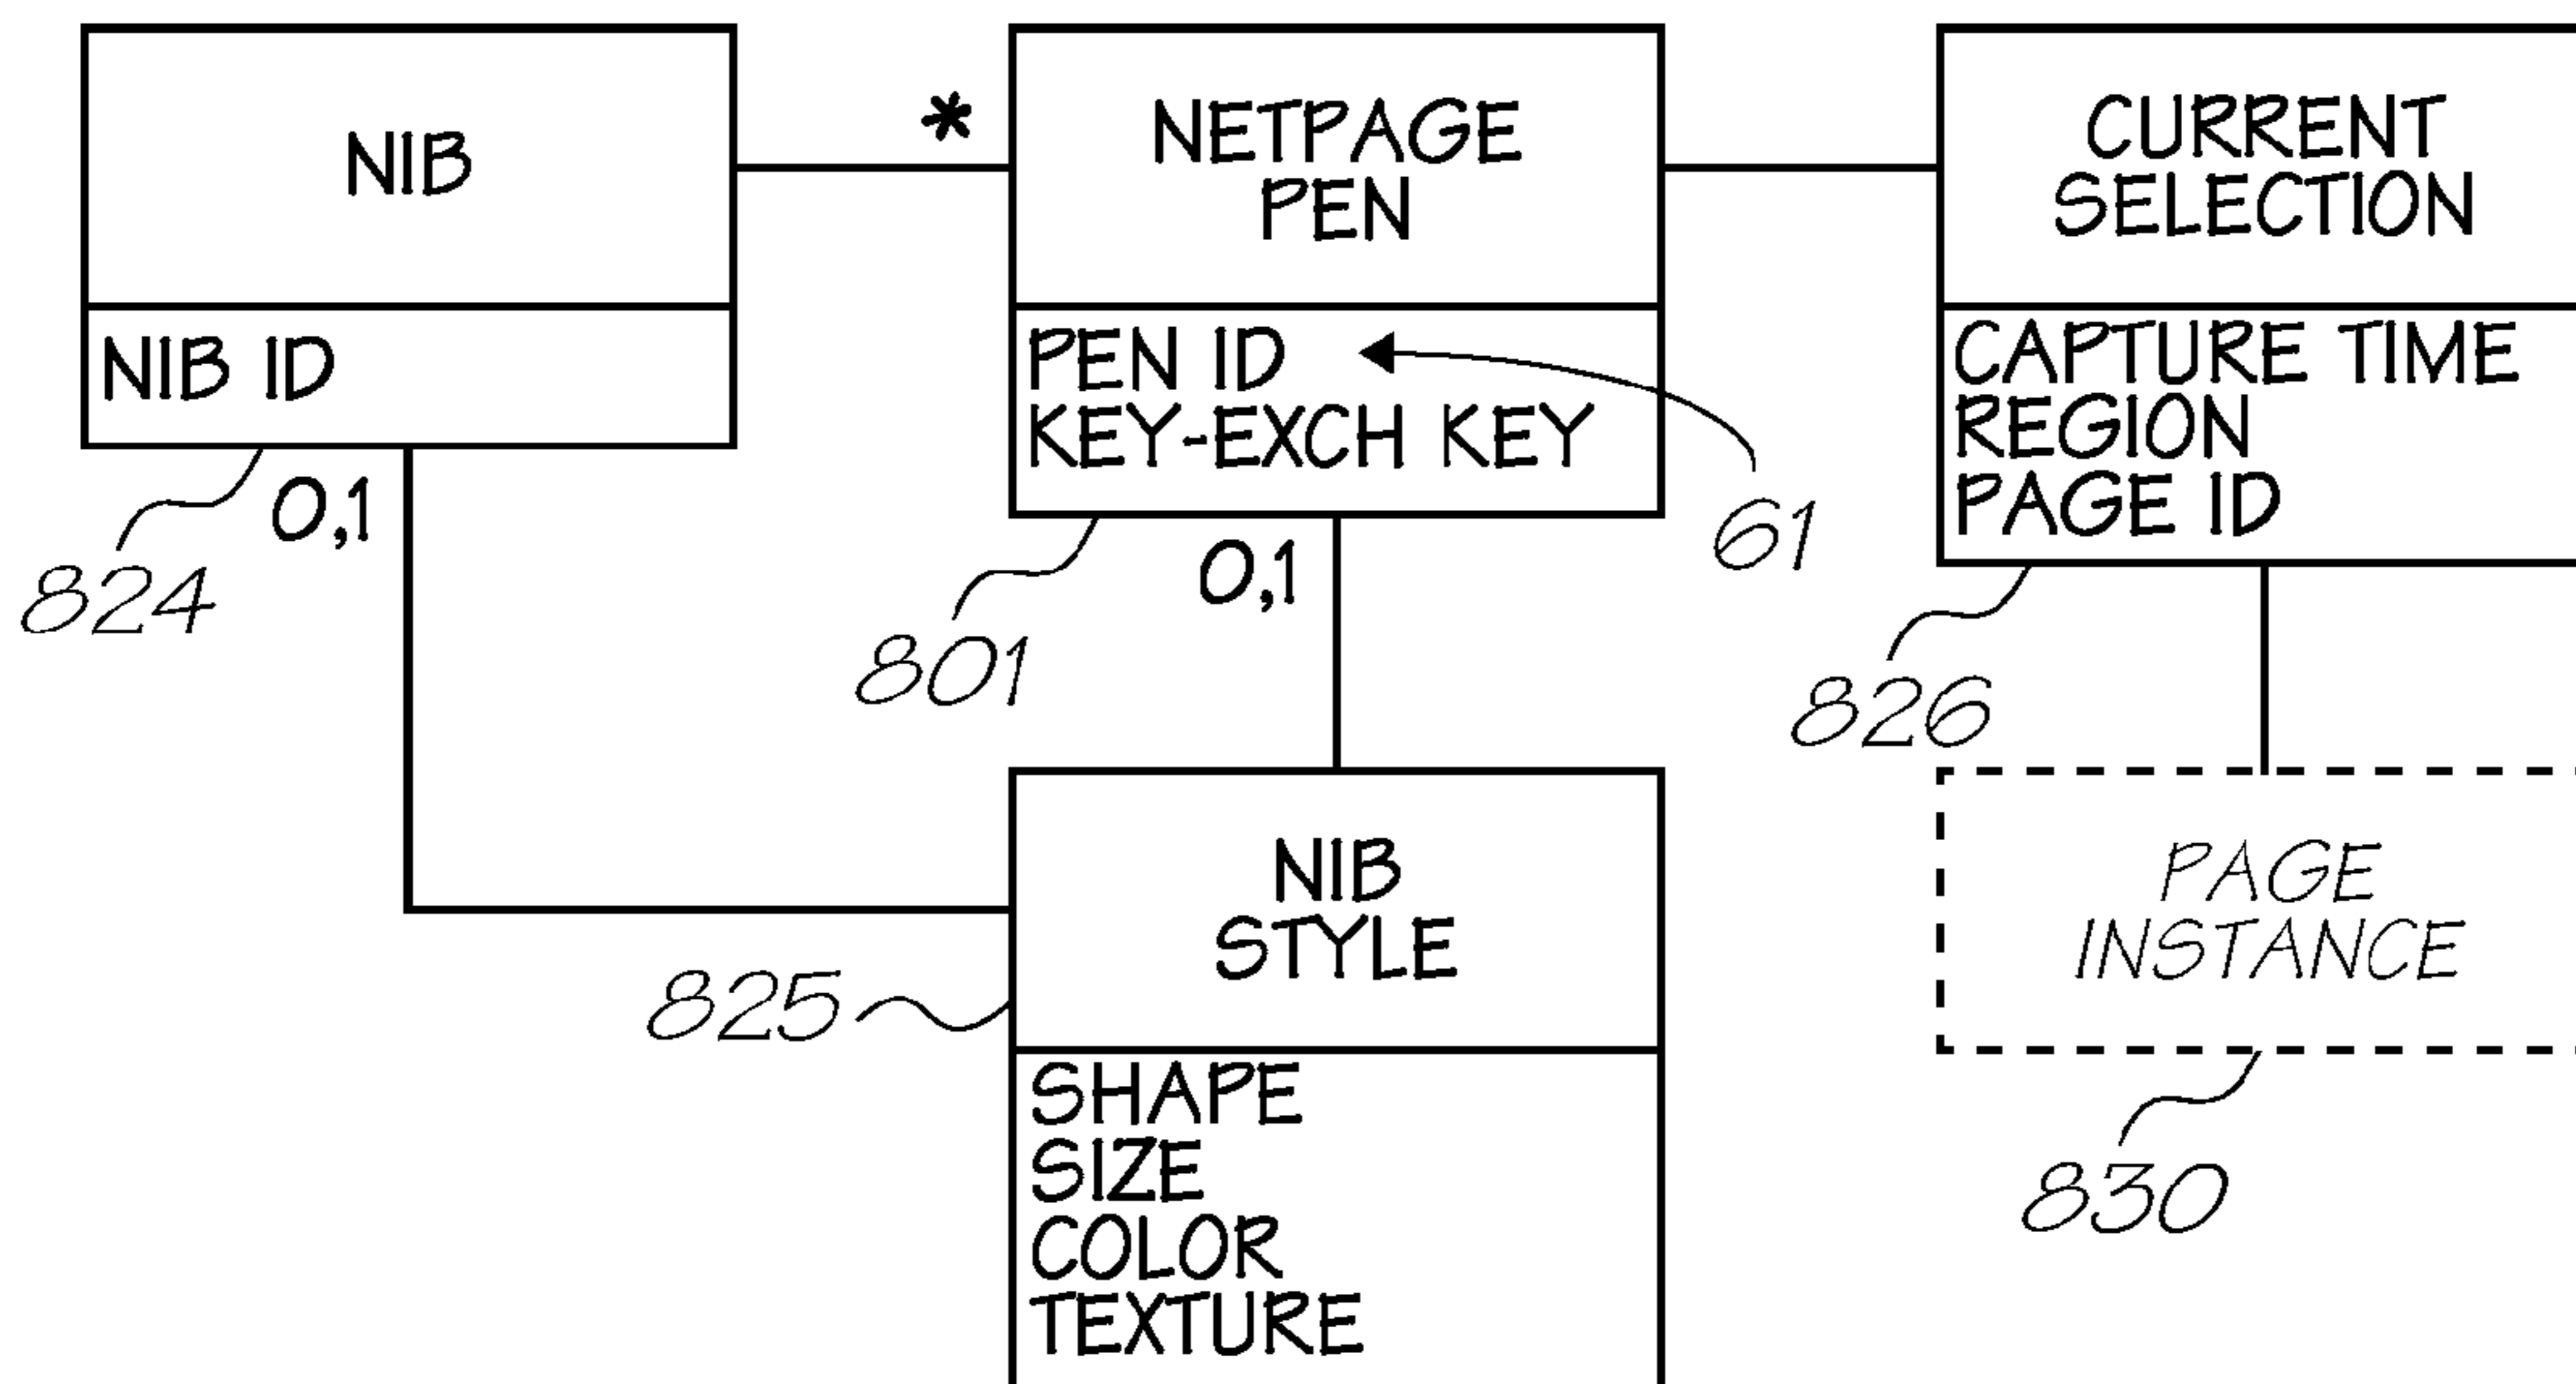 NIB
*
NETPAGE
PEN
CURRENT
SELECTION
NIB ID
PEN ID
KEY-EXCH KEY
CAPTURE TIME
REGION
PAGE ID
0,1
824
0,1
801
61
826
NIB
STYLE
825
PAGE
INSTANCE
830
SHAPE
SIZE
COLOR
TEXTURE